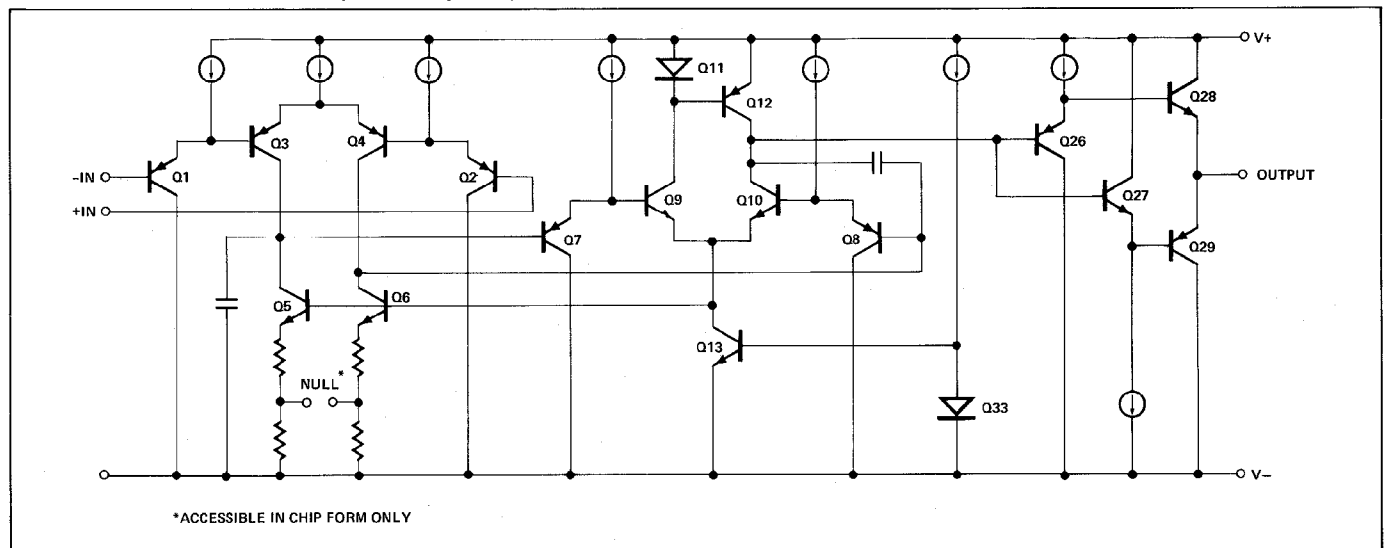 V+
Q11
Q12
Q28
Q3
Q4
Q26
−IN
Q1
Q2
OUTPUT
+IN
Q9
Q10
Q27
Q7
Q8
Q29
Q5
Q6
Q13
NULL*
Q33
V−
*ACCESSIBLE IN CHIP FORM ONLY